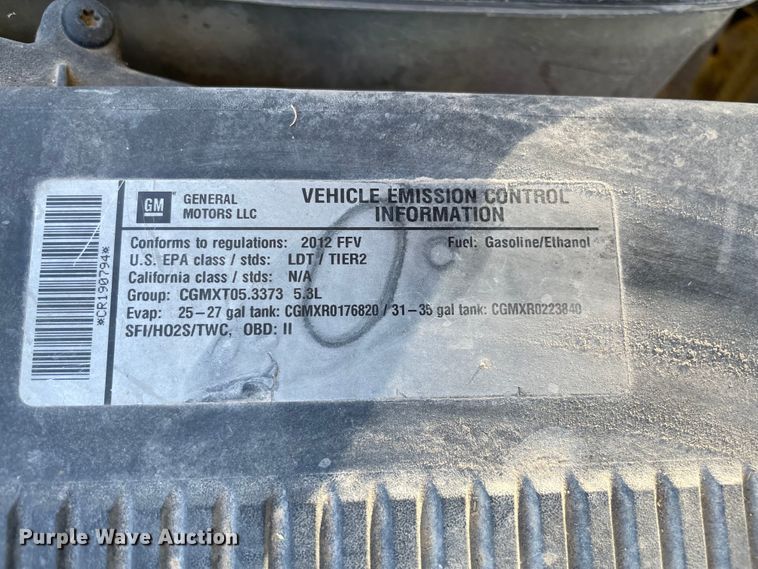 *CR190794*
GM
GENERAL MOTORS LLC
VEHICLE EMISSION CONTROL INFORMATION
Conforms to regulations: 2012 FFV Fuel: Gasoline/Ethanol
U.S. EPA class / stds: LDT / TIER2
California class / stds: N/A
Group: CGMXT05.3373 5.3L
Evap: 25-27 gal tank: CGMXR0176820 / 31-35 gal tank: CGMXR0223840
SFI/HO2S/TWC, OBD: II
Purple Wave Auction